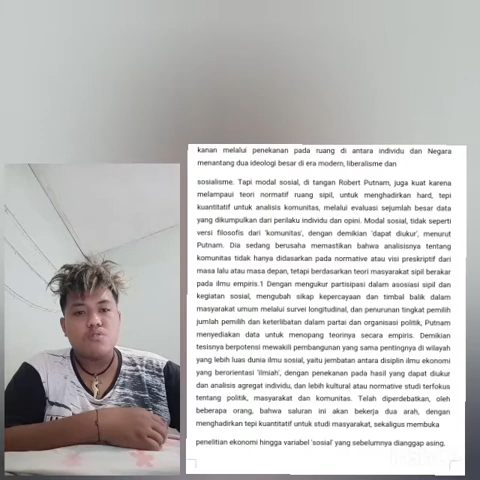 kanan melalui penekanan pada ruang di antara individu dan Negara
menantang dua ideologi besar di era modern, liberalisme dan
sosialisme. Tapi modal sosial, di tangan Robert Putnam, juga kuat karena
melampaui teori normatif ruang sipil, untuk menghadirkan hard, tepi
kuantitatif untuk analisis komunitas, melalui evaluasi sejumlah besar data
yang dikumpulkan dari perilaku individu dan opini. Modal sosial, tidak seperti
versi filosofis dari 'komunitas', dengan demikian 'dapat diukur', menurut
Putnam. Dia sedang berusaha memastikan bahwa analisisnya tentang
komunitas tidak hanya didasarkan pada normative atau visi preskriptif dari
masa lalu atau masa depan, tetapi berdasarkan teori masyarakat sipil berakar
pada ilmu empiris.1 Dengan mengukur partisipasi dalam asosiasi sipil dan
kegiatan sosial, mengubah sikap kepercayaan dan timbal balik dalam
masyarakat umum melalui survei longitudinal, dan penurunan tingkat pemilih
jumlah pemilih dan keterlibatan dalam partai dan organisasi politik, Putnam
menyediakan data untuk menopang teorinya secara empiris. Demikian
tesisnya berpotensi mewakili pembangunan yang sama pentingnya di wilayah
yang lebih luas dunia ilmu sosial, yaitu jembatan antara disiplin ilmu ekonomi
yang berorientasi 'ilmiah', dengan penekanan pada hasil yang dapat diukur
dan analisis agregat individu, dan lebih kultural atau normative studi terfokus
tentang politik, masyarakat dan komunitas. Telah diperdebatkan, oleh
beberapa orang, bahwa saluran ini akan bekerja dua arah, dengan
menghadirkan tepi kuantitatif untuk studi masyarakat, sekaligus membuka
penelitian ekonomi hingga variabel 'sosial' yang sebelumnya dianggap asing.